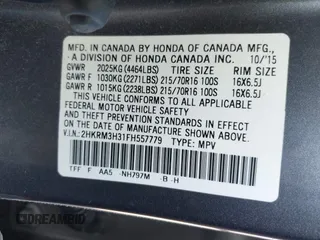 MFD. IN CANADA BY HONDA OF CANADA MFG.,
A DIVISION OF HONDA CANADA INC. 10/'15
GVWR 2025KG (4464LBS) TIRE SIZE RIM SIZE
GAWR F 1030KG (2271LBS) 215/70R16 100S 16X6.5J
GAWR R 1015KG (2238LBS) 215/70R16 100S 16X6.5J
THIS VEHICLE CONFORMS TO ALL APPLICABLE
FEDERAL MOTOR VEHICLE SAFETY
STANDARDS IN EFFECT ON THE DATE OF
MANUFACTURE SHOWN ABOVE.
V.I.N.: 2HKRM3H31FH557779 TYPE: MPV
TFF F AA5 -NH797M -B -H
DREAMBID